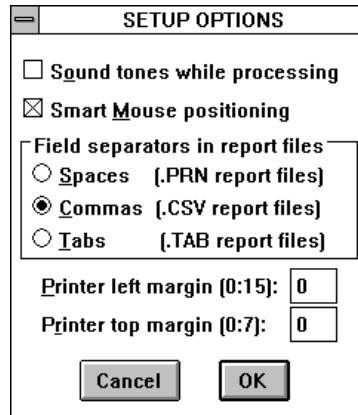 SETUP OPTIONS
Sound tones while processing
Smart Mouse positioning
Field separators in report files
Spaces (.PRN report files)
Commas (.CSV report files)
Tabs (.TAB report files)
Printer left margin (0:15): 0
Printer top margin (0:7): 0
Cancel OK